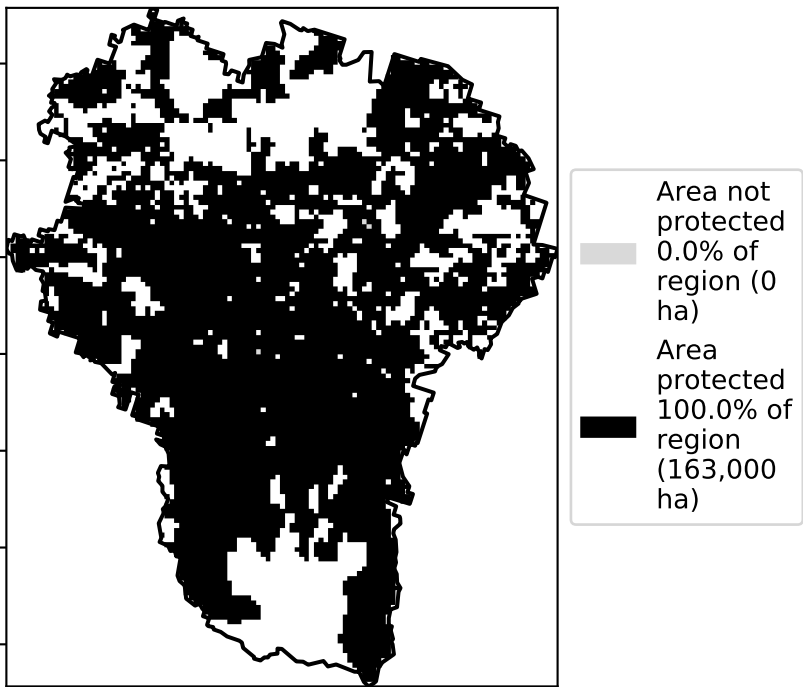 Area not
protected
0.0% of
region (0
ha)
Area
protected
100.0% of
region
(163,000
ha)